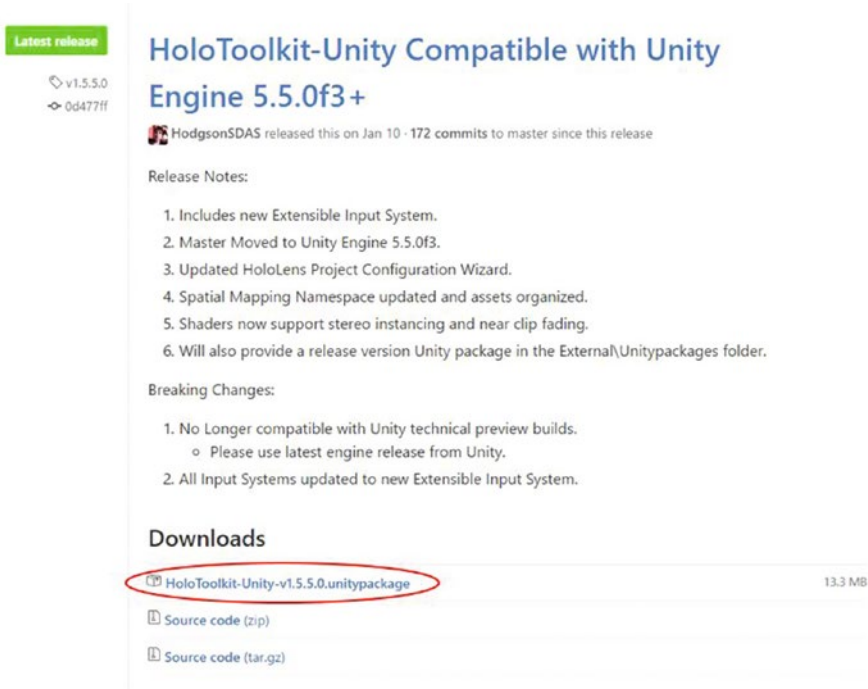 Latest release
v1.5.5.0
0d477ff
HoloToolkit-Unity Compatible with Unity
Engine 5.5.0f3+
HodgsonSDAS released this on Jan 10 · 172 commits to master since this release
Release Notes:
1. Includes new Extensible Input System.
2. Master Moved to Unity Engine 5.5.0f3.
3. Updated HoloLens Project Configuration Wizard.
4. Spatial Mapping Namespace updated and assets organized.
5. Shaders now support stereo instancing and near clip fading.
6. Will also provide a release version Unity package in the External\Unitypackages folder.
Breaking Changes:
1. No Longer compatible with Unity technical preview builds.
○ Please use latest engine release from Unity.
2. All Input Systems updated to new Extensible Input System.
Downloads
HoloToolkit-Unity-v1.5.5.0.unitypackage 13.3 MB
Source code (zip)
Source code (tar.gz)